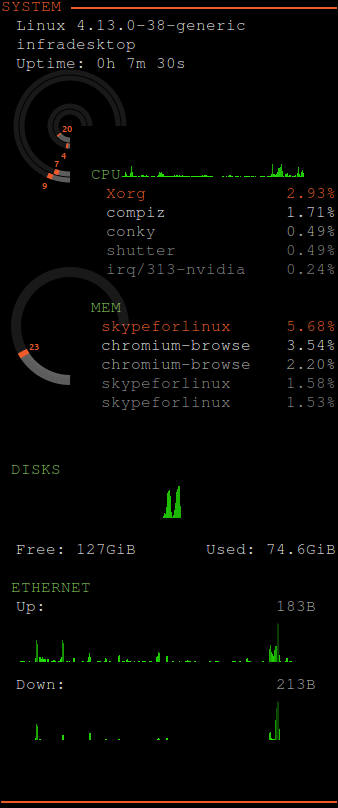 SYSTEM
Linux 4.13.0-38-generic
infradesktop
Uptime: 0h 7m 30s
20
4
7
9
CPU
Xorg 2.93%
compiz 1.71%
conky 0.49%
shutter 0.49%
irq/313-nvidia 0.24%
MEM
skypeforlinux 5.68%
23
chromium-browse 3.54%
chromium-browse 2.20%
skypeforlinux 1.58%
skypeforlinux 1.53%
DISKS
Free: 127GiB Used: 74.6GiB
ETHERNET
Up: 183B
Down: 213B